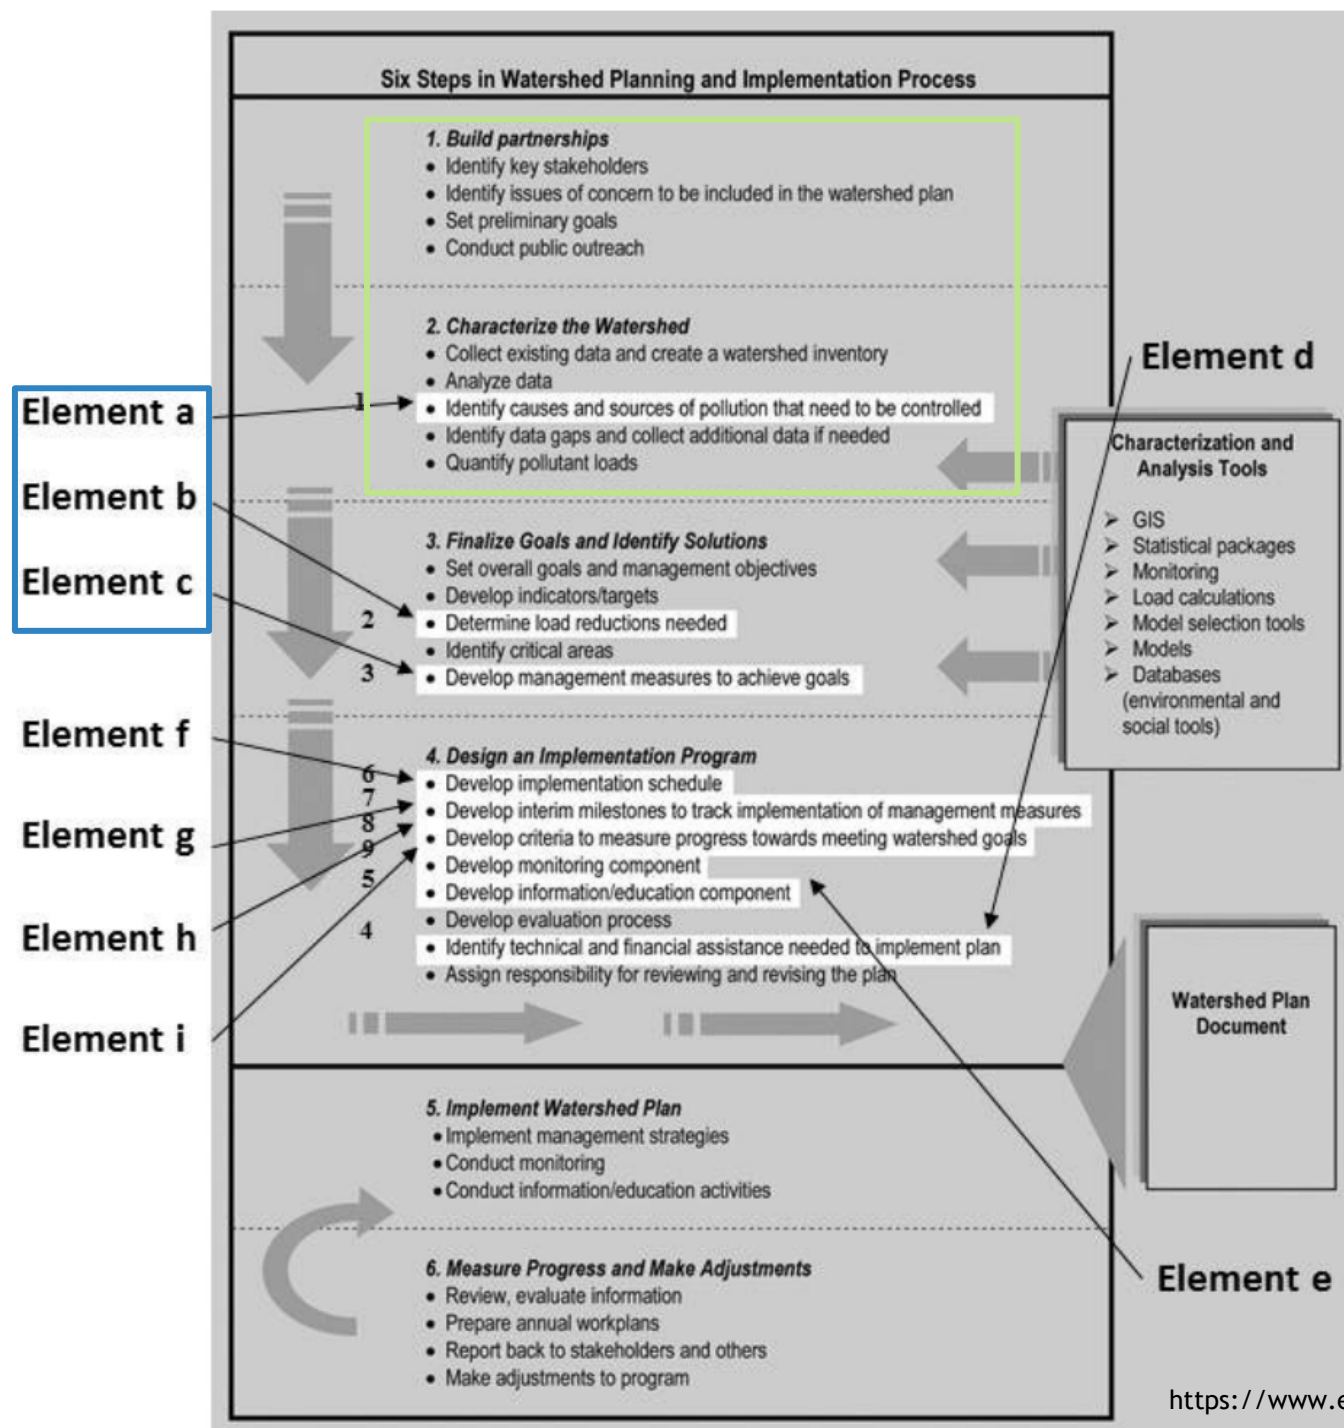 Six Steps in Watershed Planning and Implementation Process
1. Build partnerships
• Identify key stakeholders
• Identify issues of concern to be included in the watershed plan
• Set preliminary goals
• Conduct public outreach
2. Characterize the Watershed
• Collect existing data and create a watershed inventory
• Analyze data
1 • Identify causes and sources of pollution that need to be controlled
• Identify data gaps and collect additional data if needed
• Quantify pollutant loads
Element a
Element b
Element c
Element d
Characterization and
Analysis Tools
➢ GIS
➢ Statistical packages
➢ Monitoring
➢ Load calculations
➢ Model selection tools
➢ Models
➢ Databases
(environmental and
social tools)
3. Finalize Goals and Identify Solutions
• Set overall goals and management objectives
• Develop indicators/targets
2 • Determine load reductions needed
• Identify critical areas
3 • Develop management measures to achieve goals
Element f
Element g
Element h
Element i
4. Design an Implementation Program
6 • Develop implementation schedule
7 • Develop interim milestones to track implementation of management measures
8 • Develop criteria to measure progress towards meeting watershed goals
9 • Develop monitoring component
5 • Develop information/education component
• Develop evaluation process
4 • Identify technical and financial assistance needed to implement plan
• Assign responsibility for reviewing and revising the plan
Watershed Plan
Document
5. Implement Watershed Plan
• Implement management strategies
• Conduct monitoring
• Conduct information/education activities
Element e
6. Measure Progress and Make Adjustments
• Review, evaluate information
• Prepare annual workplans
• Report back to stakeholders and others
• Make adjustments to program
https://www.e